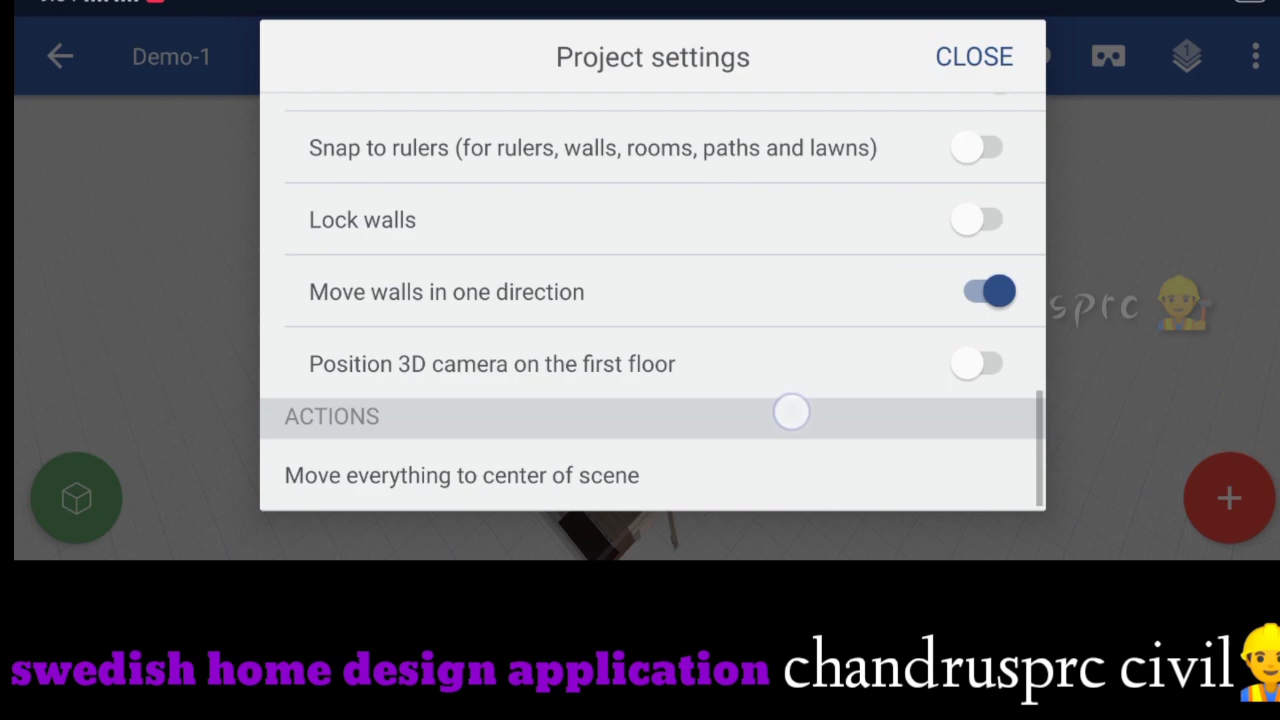 Demo-1
Project settings
CLOSE
1
Snap to rulers (for rulers, walls, rooms, paths and lawns)
Lock walls
Move walls in one direction
sprc
Position 3D camera on the first floor
ACTIONS
Move everything to center of scene
swedish home design application chandrusprc civil